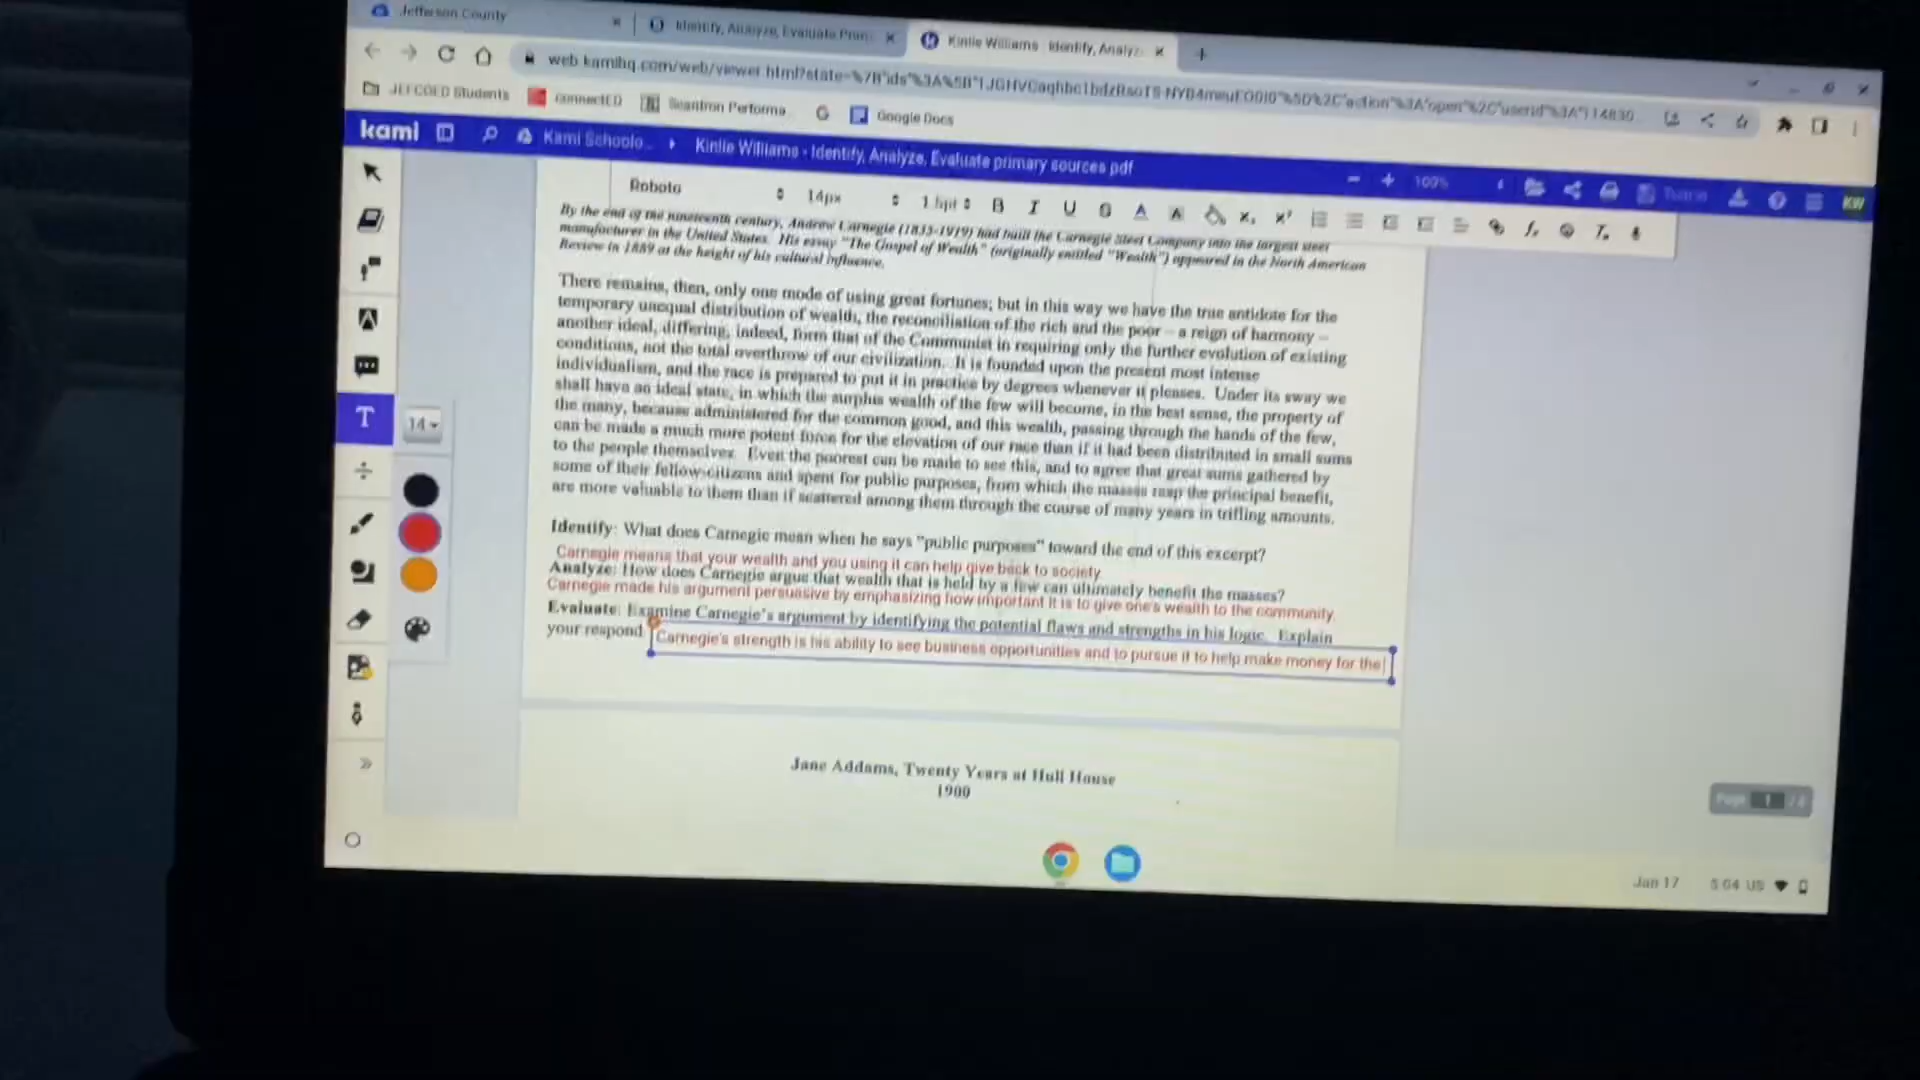 Jefferson County
Identify, Analyze, Evaluate Prim
Kinlie Williams - Identify, Analyz
JEFCOED Students
connectED
Scantron Performa
Google Docs
kami
Kami Schoolo...
Kinlie Williams - Identify, Analyze, Evaluate primary sources pdf
100%
KW
Roboto
14px
B I U S
By the end of the nineteenth century, Andrew Carnegie (1835-1919) had built the Carnegie Steel Company into the largest steel
manufacturer in the United States. His essay "The Gospel of Wealth" (originally entitled "Wealth") appeared in the North American
Review in 1889 at the height of his cultural influence.
There remains, then, only one mode of using great fortunes; but in this way we have the true antidote for the
temporary unequal distribution of wealth, the reconciliation of the rich and the poor – a reign of harmony –
another ideal, differing, indeed, form that of the Communist in requiring only the further evolution of existing
conditions, not the total overthrow of our civilization. It is founded upon the present most intense
individualism, and the race is prepared to put it in practice by degrees whenever it pleases. Under its sway we
shall have an ideal state, in which the surplus wealth of the few will become, in the best sense, the property of
the many, because administered for the common good, and this wealth, passing through the hands of the few,
can be made a much more potent force for the elevation of our race than if it had been distributed in small sums
to the people themselves. Even the poorest can be made to see this, and to agree that great sums gathered by
some of their fellow-citizens and spent for public purposes, from which the masses reap the principal benefit,
are more valuable to them than if scattered among them through the course of many years in trifling amounts.
Identify: What does Carnegie mean when he says "public purposes" toward the end of this excerpt?
Carnegie means that your wealth and you using it can help give back to society
Analyze: How does Carnegie argue that wealth that is held by a few can ultimately benefit the masses?
Carnegie made his argument persuasive by emphasizing how important it is to give one's wealth to the community.
Evaluate: Examine Carnegie's argument by identifying the potential flaws and strengths in his logic. Explain
your respond
Carnegie's strength is his ability to see business opportunities and to pursue it to help make money for the
T
14
Jane Addams, Twenty Years at Hull House
1900
Page 1
Jan 17
5:04 US